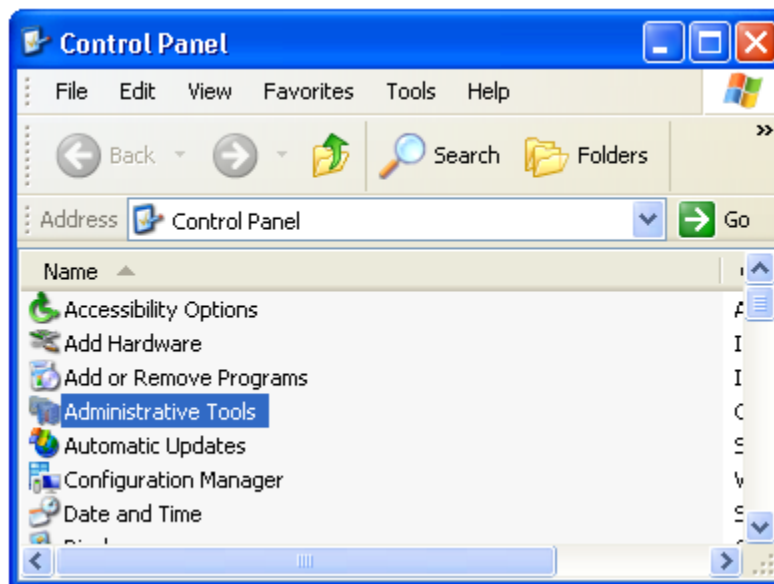 Control Panel
File Edit View Favorites Tools Help
Back Search Folders »
Address Control Panel Go
Name
Accessibility Options
Add Hardware
Add or Remove Programs
Administrative Tools
Automatic Updates
Configuration Manager
Date and Time